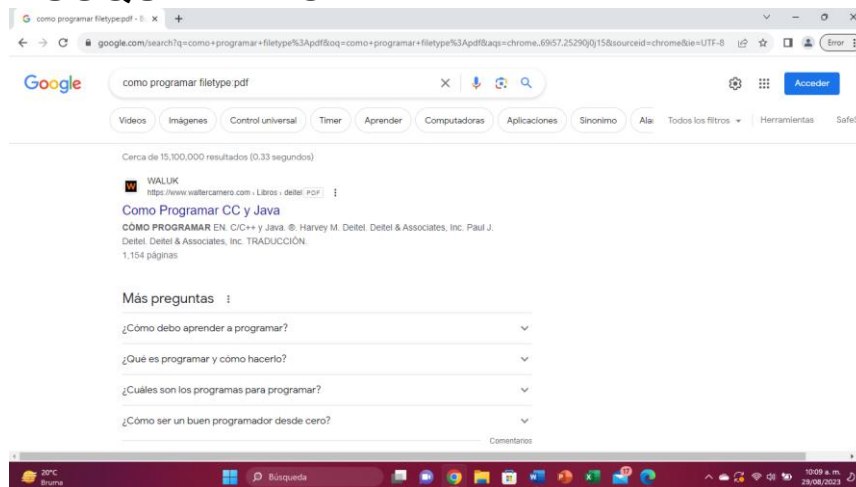 como programar filetype:pdf - B
google.com/search?q=como+programar+filetype%3Apdf&oq=como+programar+filetype%3Apdf&aqs=chrome..69i57.25290j0j15&sourceid=chrome&ie=UTF-8
Error
Google
como programar filetype:pdf
Acceder
Videos
Imágenes
Control universal
Timer
Aprender
Computadoras
Aplicaciones
Sinonimo
Ala
Todos los filtros
Herramientas
SafeS
Cerca de 15,100,000 resultados (0.33 segundos)
WALUK
https://www.waltercarnero.com › Libros › deitel PDF
Como Programar CC y Java
CÓMO PROGRAMAR EN. C/C++ y Java. ®. Harvey M. Deitel. Deitel & Associates, Inc. Paul J.
Deitel. Deitel & Associates, Inc. TRADUCCIÓN.
1,154 páginas
Más preguntas
¿Cómo debo aprender a programar?
¿Qué es programar y cómo hacerlo?
¿Cuáles son los programas para programar?
¿Cómo ser un buen programador desde cero?
Comentarios
20°C
Bruma
Búsqueda
10:09 a. m.
29/08/2023